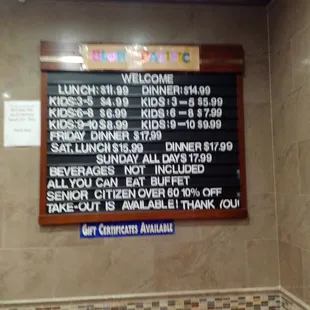 WELCOME
LUNCH: $11.99 DINNER: $14.99
KIDS: 3-5 $4.99 KIDS: 3-5 $5.99
KIDS: 6-8 $6.99 KIDS: 6-8 $7.99
KIDS: 9-10 $8.99 KIDS: 9-10 $9.99
FRIDAY DINNER $17.99
SAT. LUNCH $15.99 DINNER $17.99
SUNDAY ALL DAYS 17.99
BEVERAGES NOT INCLUDED
ALL YOU CAN EAT BUFFET
SENIOR CITIZEN OVER 60 10% OFF
TAKE-OUT IS AVAILABLE! THANK YOU!
GIFT CERTIFICATES AVAILABLE